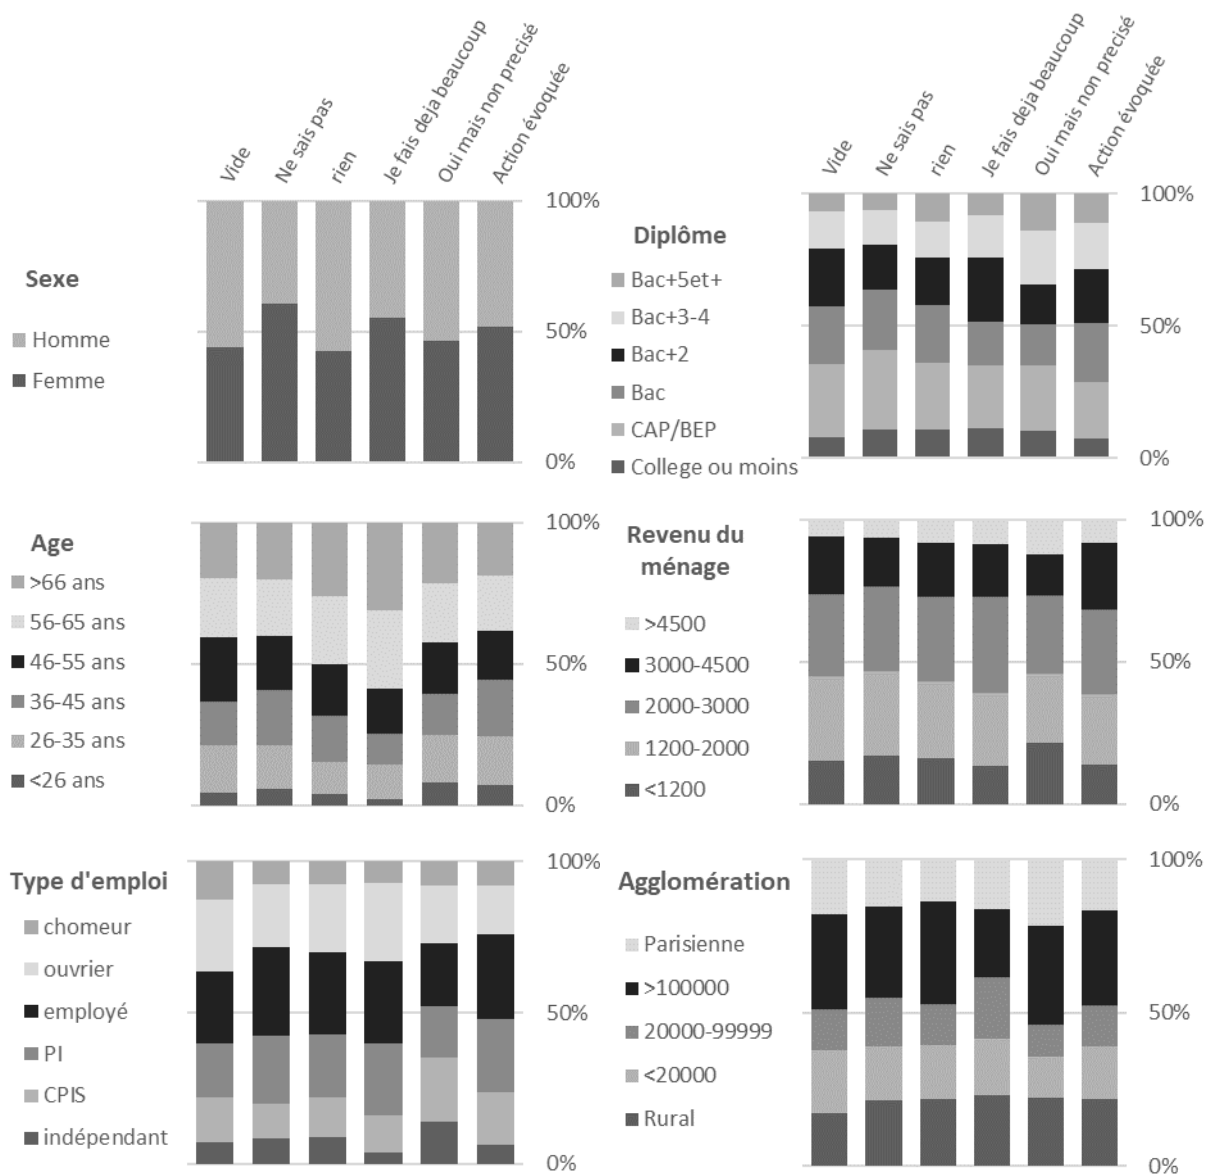 Vide
Ne sais pas
rien
Je fais deja beaucoup
Oui mais non precisé
Action évoquée
100%
50%
0%
Sexe
Homme
Femme
Vide
Ne sais pas
rien
Je fais deja beaucoup
Oui mais non precisé
Action évoquée
100%
50%
0%
Diplôme
Bac+5et+
Bac+3-4
Bac+2
Bac
CAP/BEP
College ou moins
Age
>66 ans
56-65 ans
46-55 ans
36-45 ans
26-35 ans
<26 ans
100%
50%
0%
Revenu du
ménage
>4500
3000-4500
2000-3000
1200-2000
<1200
100%
50%
0%
Type d'emploi
chomeur
ouvrier
employé
PI
CPIS
indépendant
100%
50%
0%
Agglomération
Parisienne
>100000
20000-99999
<20000
Rural
100%
50%
0%